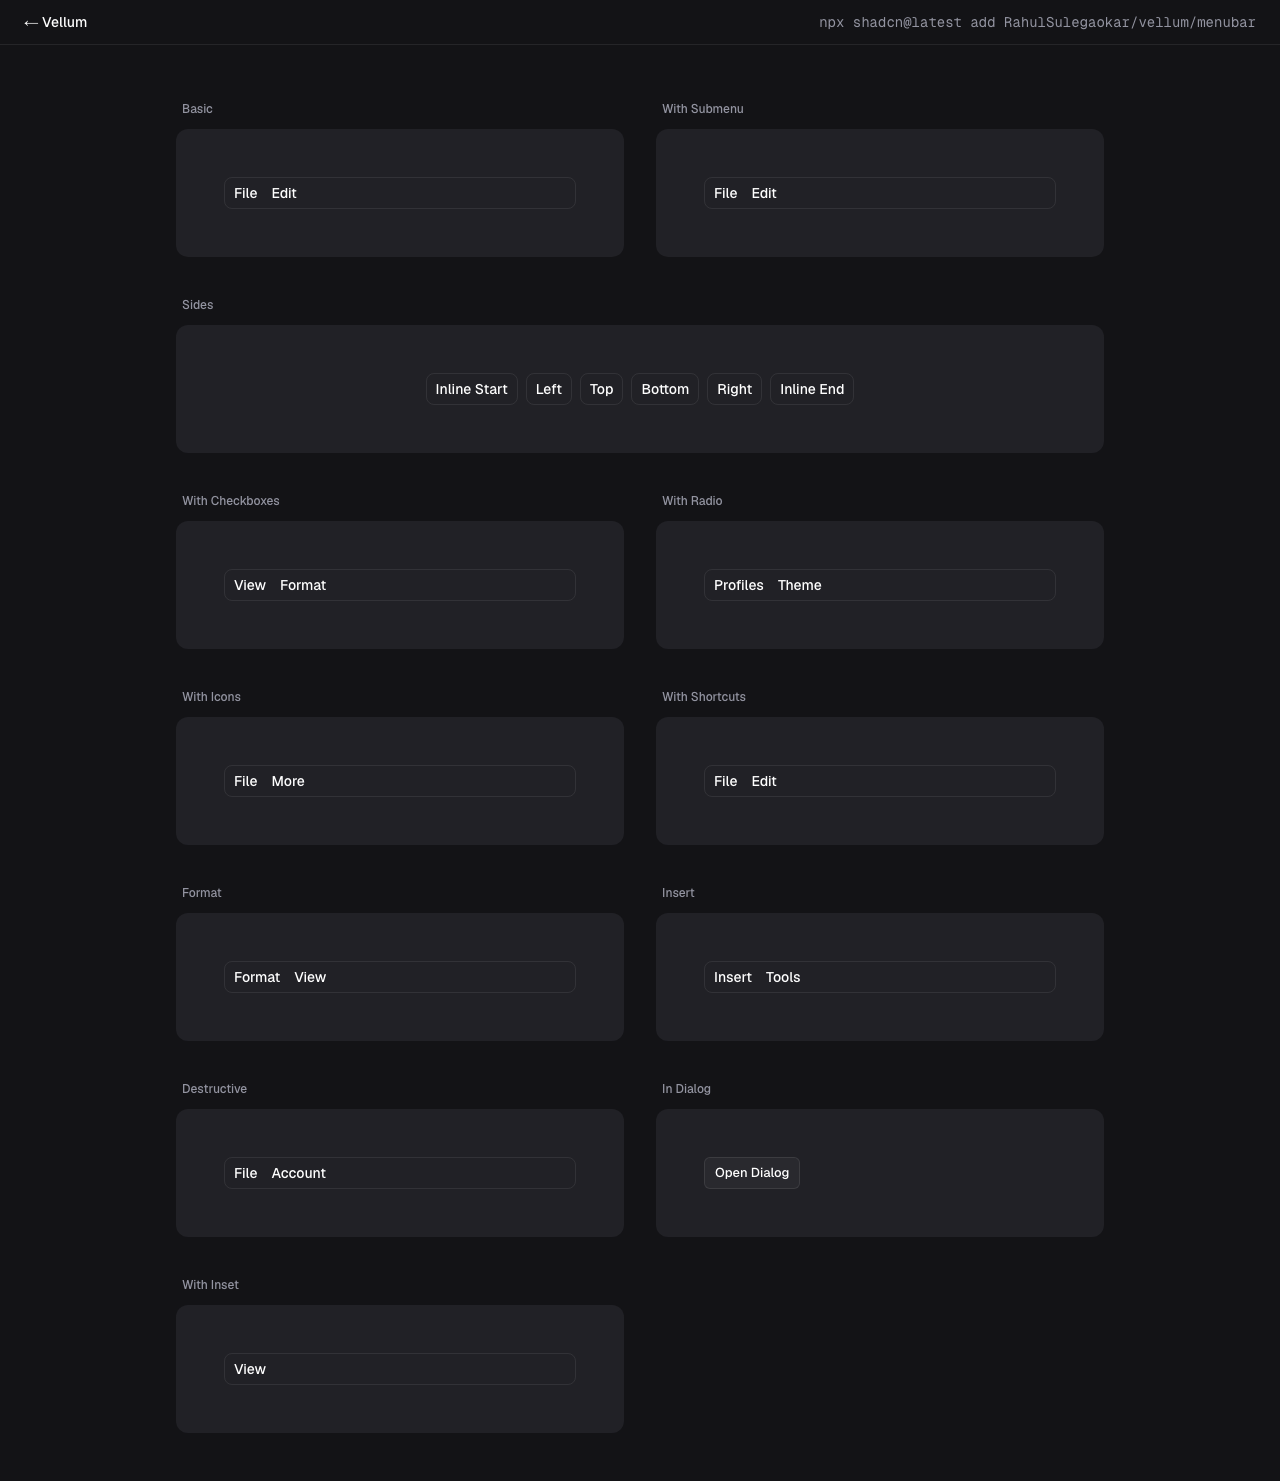 ← Vellum
npx shadcn@latest add RahulSulegaokar/vellum/menubar
Basic
File Edit
With Submenu
File Edit
Sides
Inline Start Left Top Bottom Right Inline End
With Checkboxes
View Format
With Radio
Profiles Theme
With Icons
File More
With Shortcuts
File Edit
Format
Format View
Insert
Insert Tools
Destructive
File Account
In Dialog
Open Dialog
With Inset
View